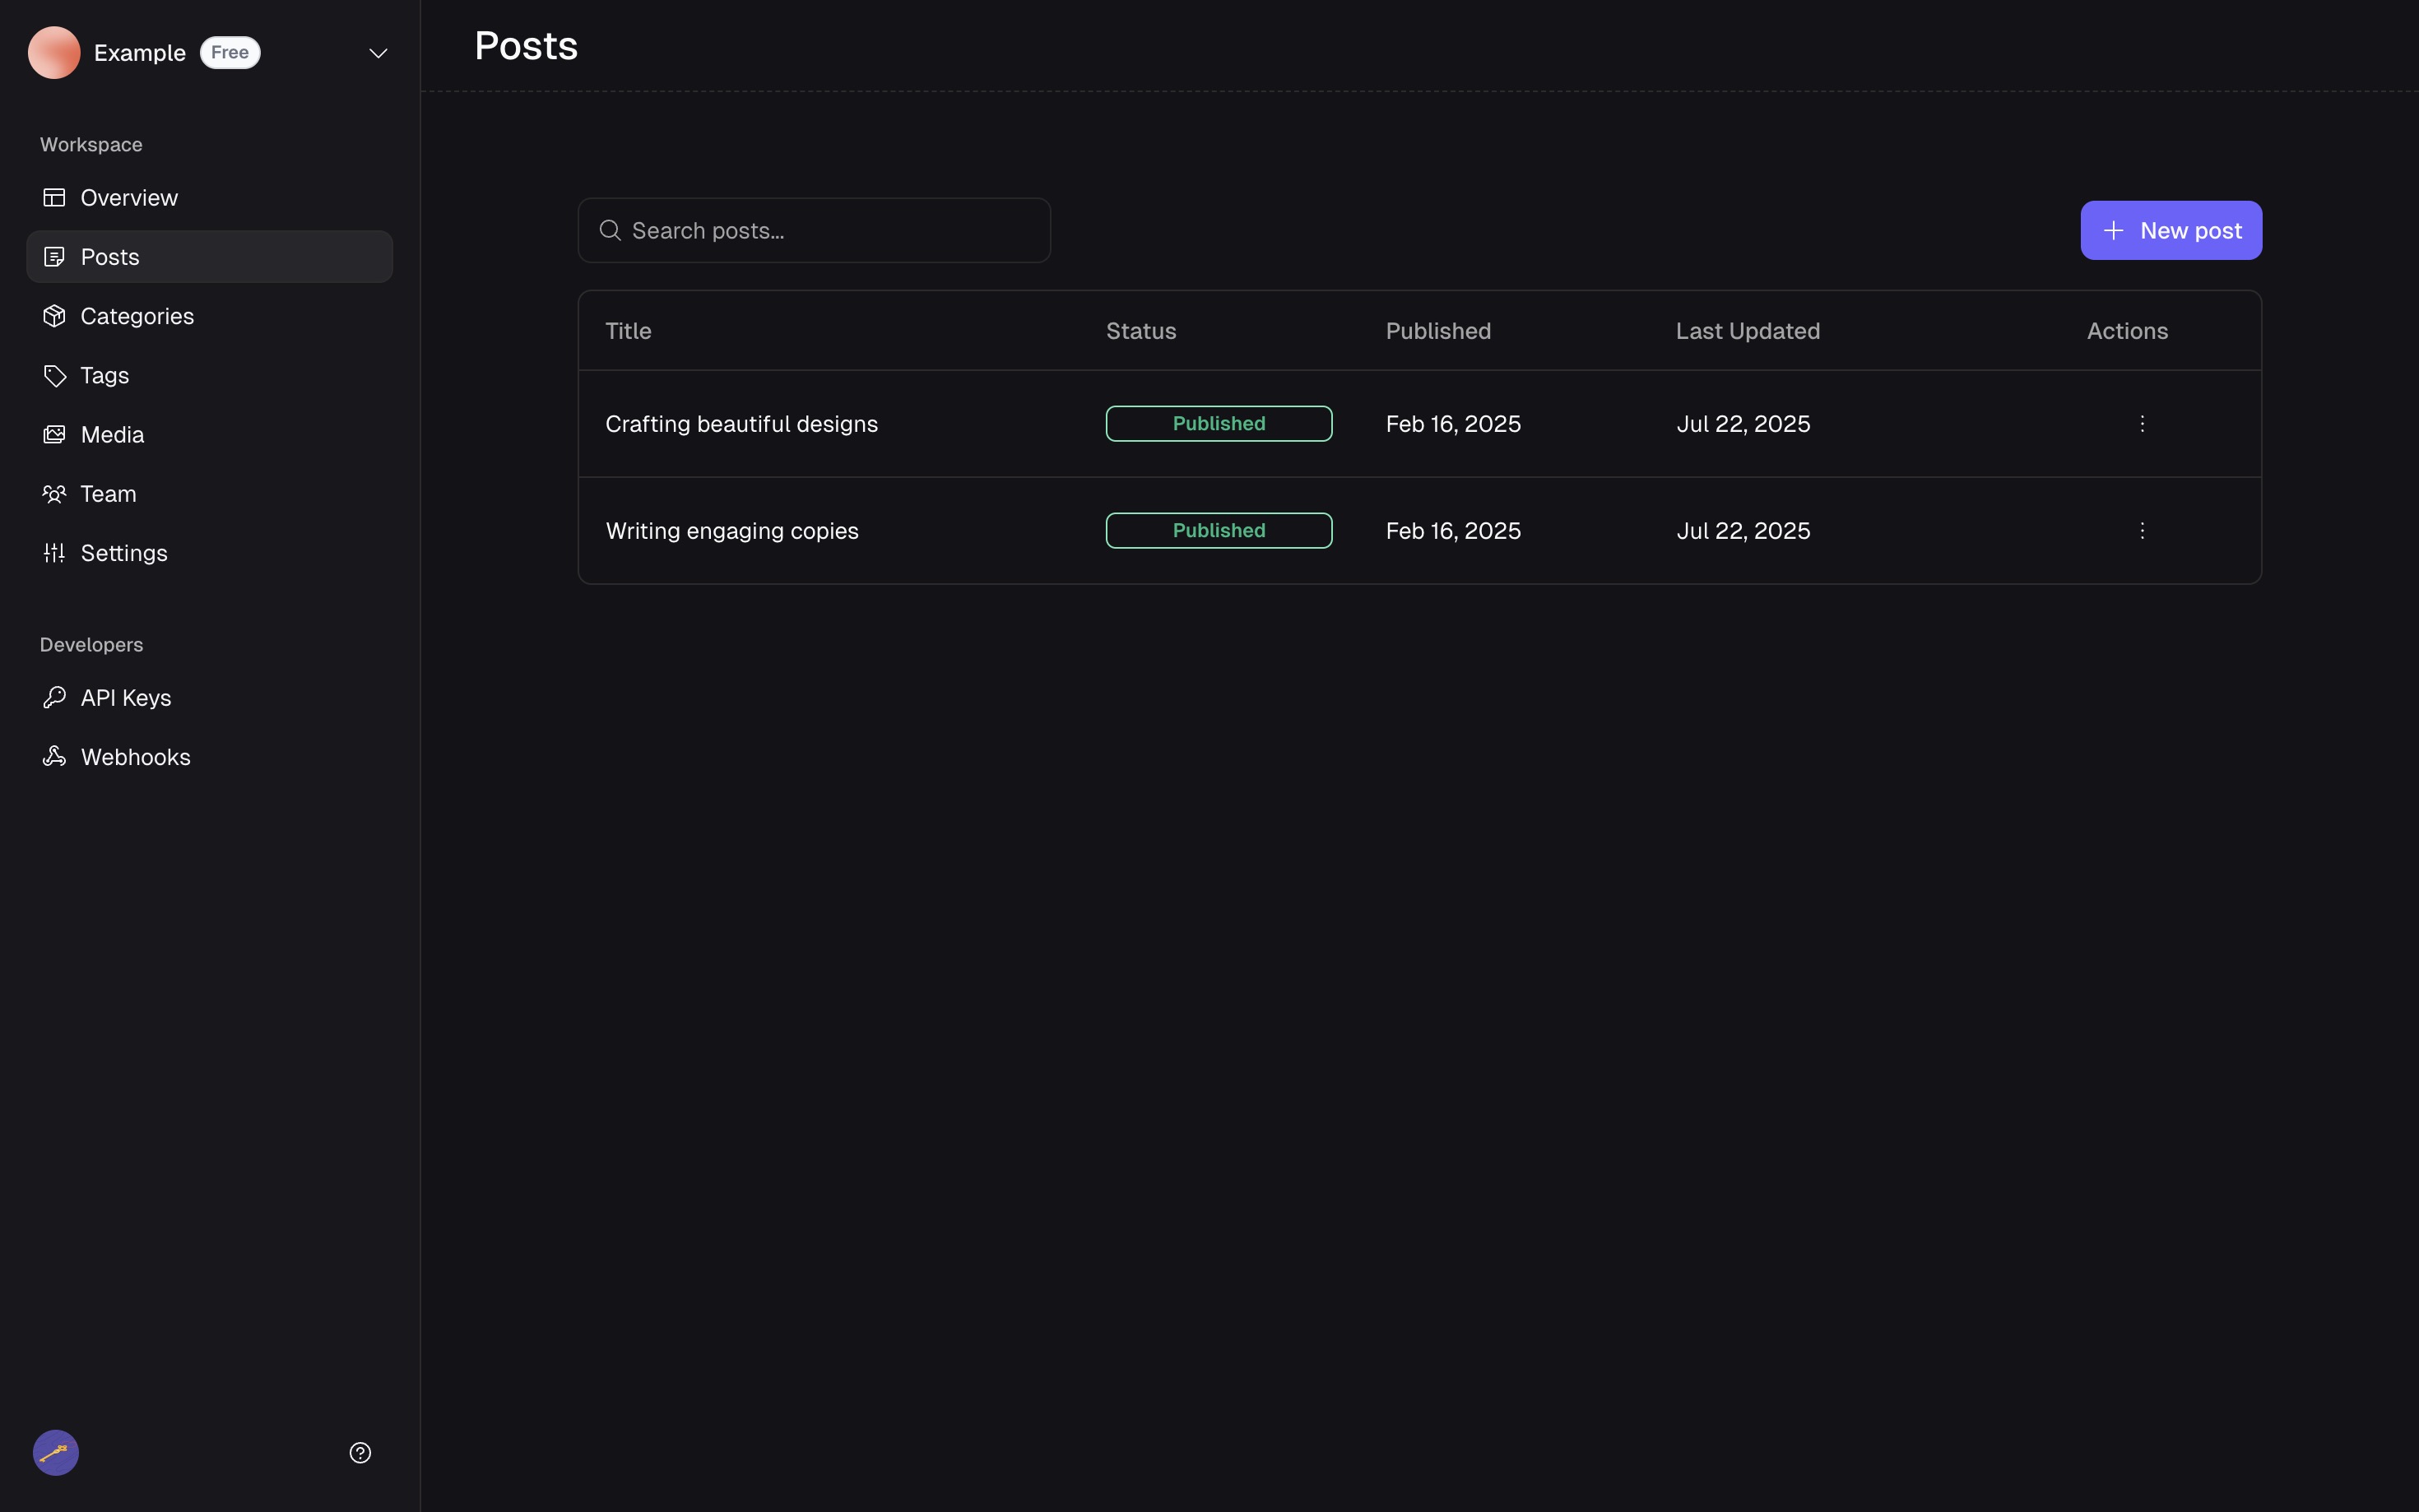 Example Free
Workspace
Overview
Posts
Categories
Tags
Media
Team
Settings
Developers
API Keys
Webhooks
Posts
Search posts...
New post
Title Status Published Last Updated Actions
Crafting beautiful designs Published Feb 16, 2025 Jul 22, 2025
Writing engaging copies Published Feb 16, 2025 Jul 22, 2025